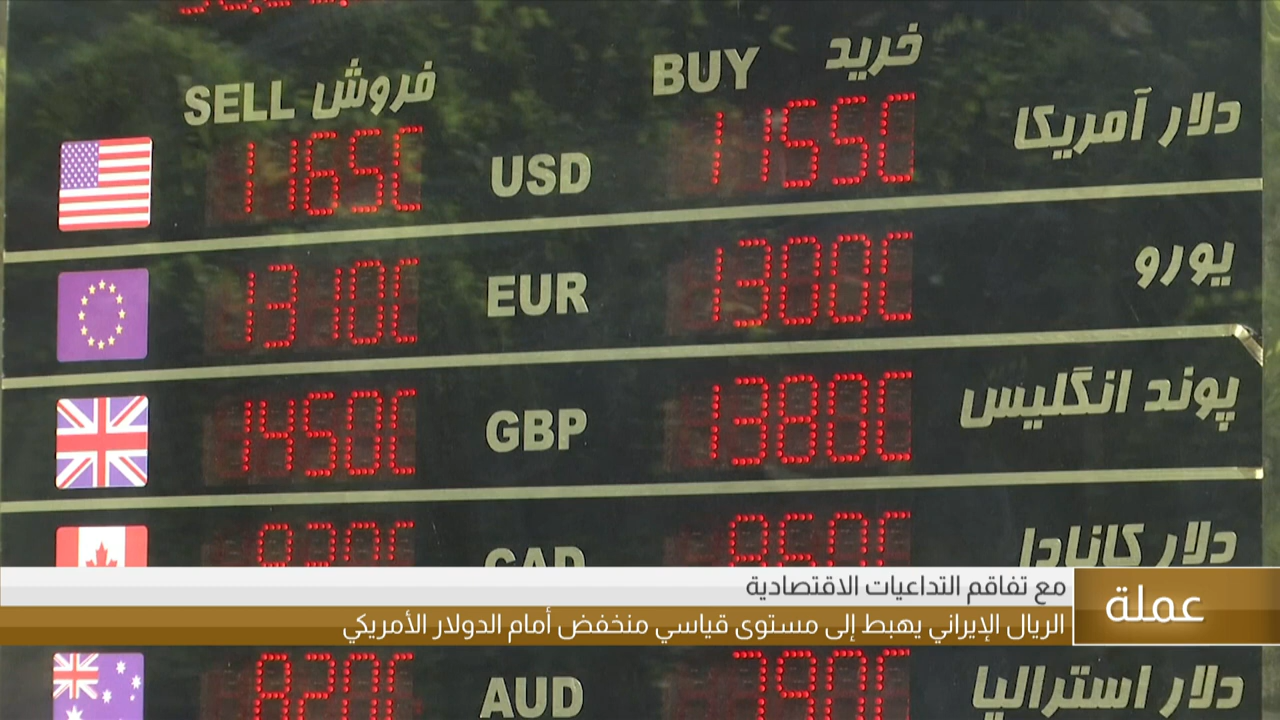 SELL فروش
BUY خرید
11650 USD 11550 دلار آمریکا
13100 EUR 13000 یورو
14500 GBP 13800 پوند انگلیس
CAD دلار کانادا
مع تفاقم التداعيات الاقتصادية
عملة
الريال الإيراني يهبط إلى مستوى قياسي منخفض أمام الدولار الأمريكي
AUD دلار استرالیا